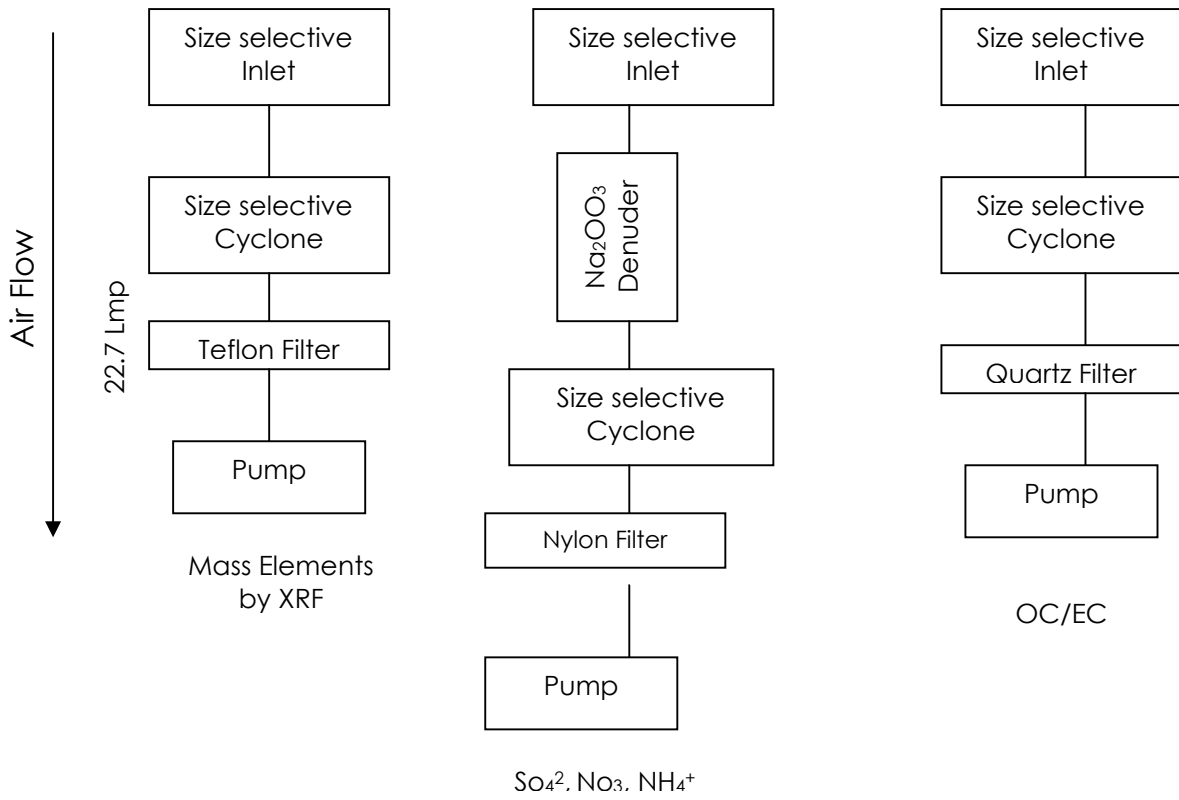 Air Flow
22.7 Lmp
Size selective
Inlet
Size selective
Cyclone
Teflon Filter
Pump
Mass Elements
by XRF
Size selective
Inlet
Na₂OO₃
Denuder
Size selective
Cyclone
Nylon Filter
Pump
So₄², No₃, NH₄⁺
Size selective
Inlet
Size selective
Cyclone
Quartz Filter
Pump
OC/EC